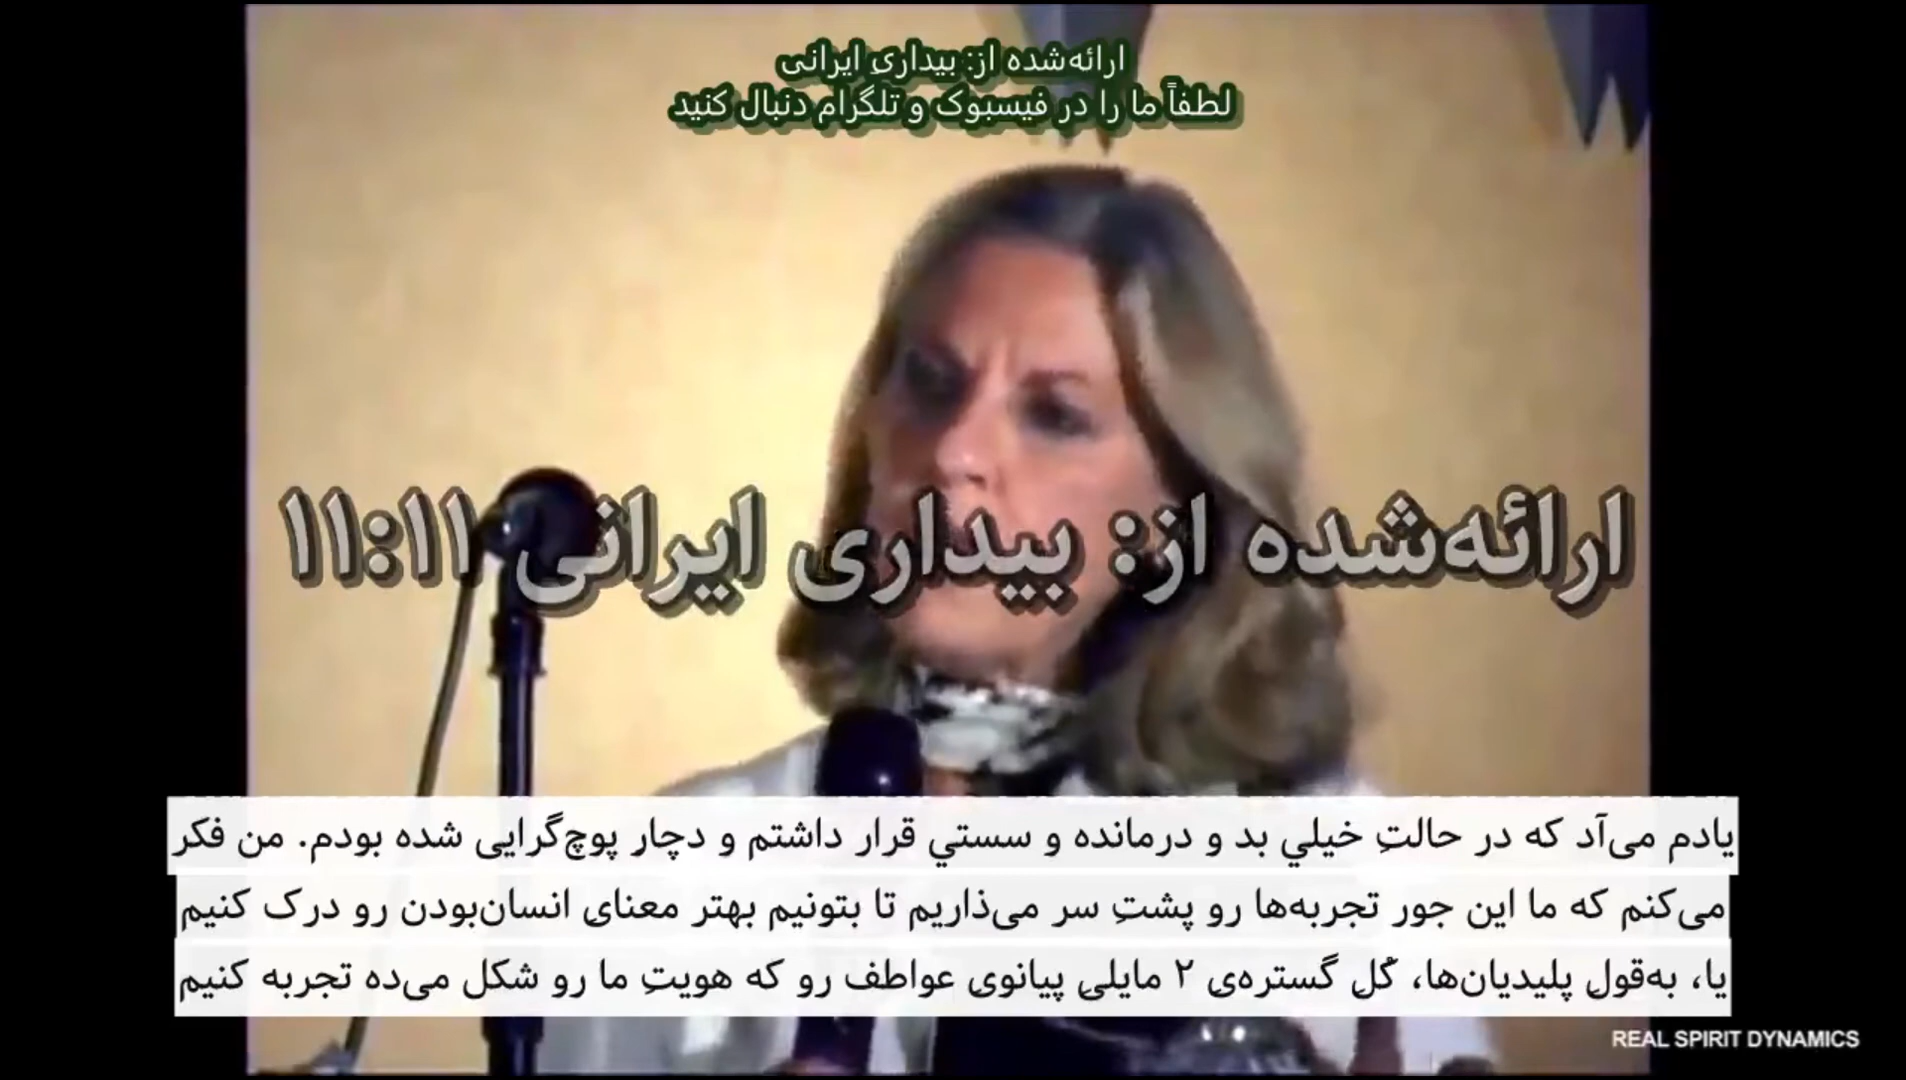 ارائه‌شده از: بیداریِ ایرانی
لطفاً ما را در فیسبوک و تلگرام دنبال کنید
ارائه‌شده از: بیداری ایرانی ۱۱:۱۱
یادم می‌آد که در حالتِ خیلي بد و درمانده و سستي قرار داشتم و دچارِ پوچ‌گرایی شده بودم. من فکر
می‌کنم که ما این جور تجربه‌ها رو پشتِ سر می‌ذاریم تا بتونیم بهتر معنای انسان‌بودن رو درک کنیم
یا، به‌قولِ پلیدیان‌ها، کُل گستره‌ی ۲ مایلیِ پیانوی عواطف رو که هویتِ ما رو شکل می‌ده تجربه کنیم
REAL SPIRIT DYNAMICS